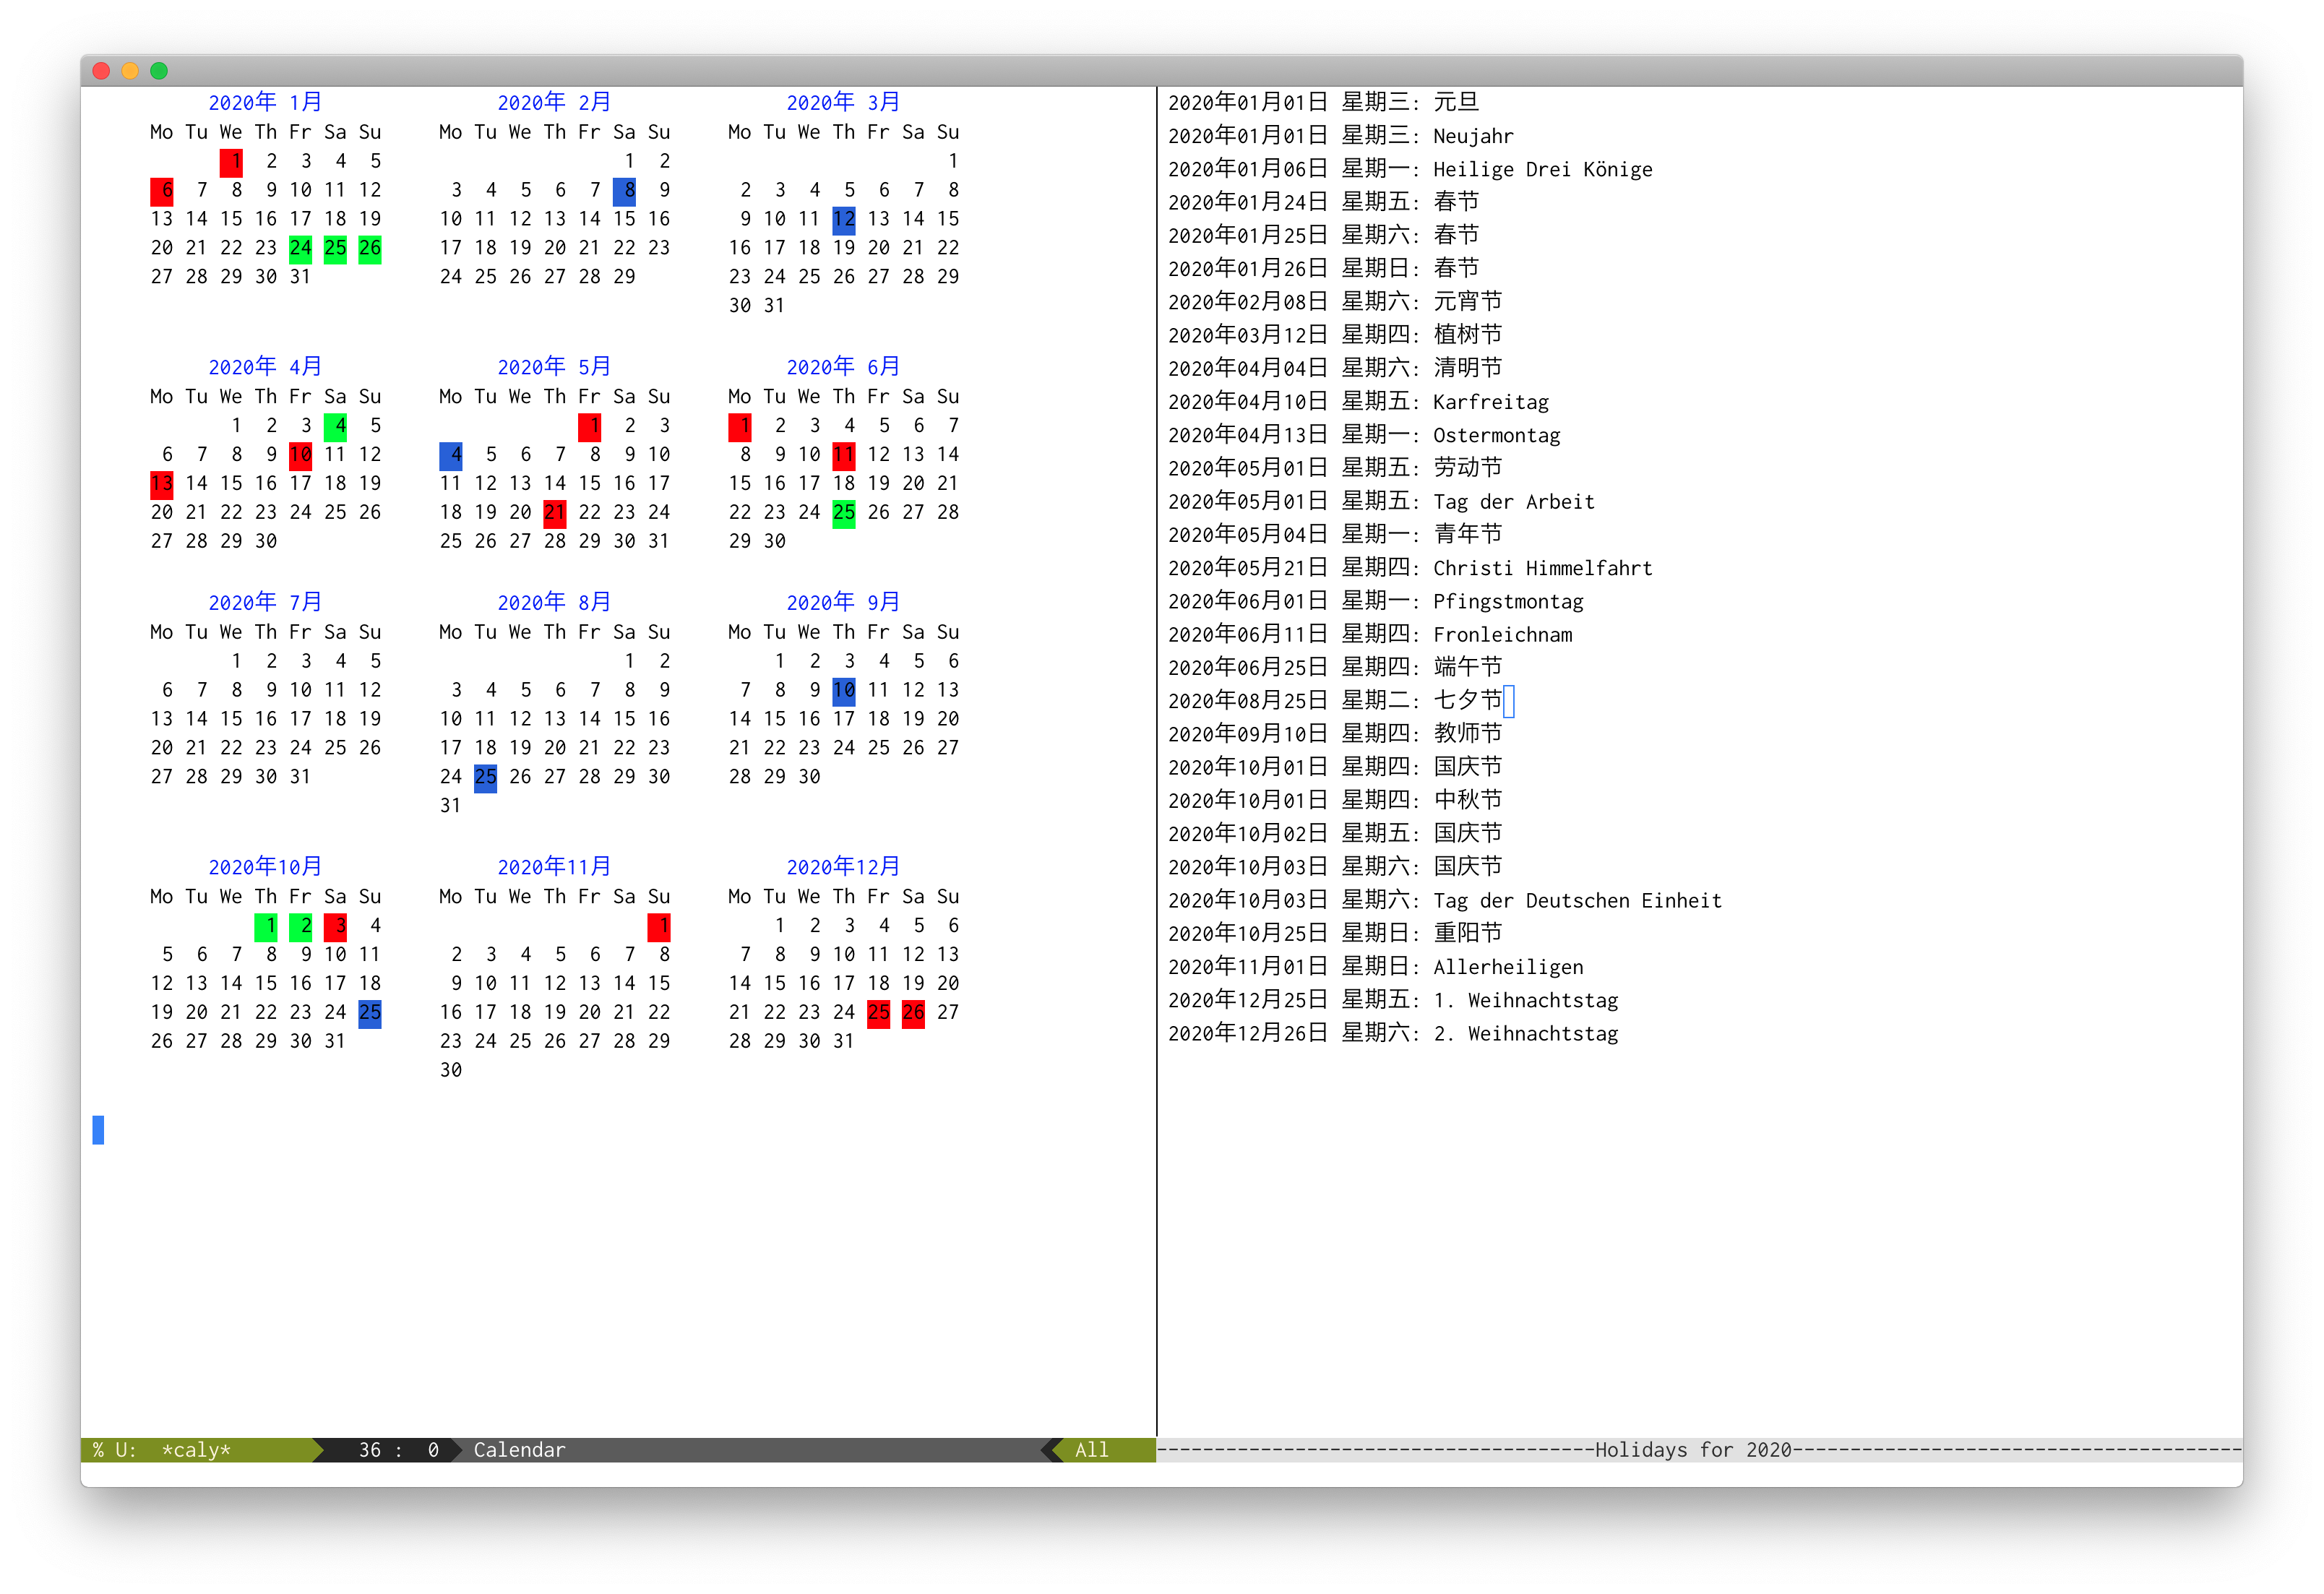 2020年 1月 2020年 2月 2020年 3月
Mo Tu We Th Fr Sa Su Mo Tu We Th Fr Sa Su Mo Tu We Th Fr Sa Su
1 2 3 4 5 1 2 1
6 7 8 9 10 11 12 3 4 5 6 7 8 9 2 3 4 5 6 7 8
13 14 15 16 17 18 19 10 11 12 13 14 15 16 9 10 11 12 13 14 15
20 21 22 23 24 25 26 17 18 19 20 21 22 23 16 17 18 19 20 21 22
27 28 29 30 31 24 25 26 27 28 29 23 24 25 26 27 28 29
30 31
2020年 4月 2020年 5月 2020年 6月
Mo Tu We Th Fr Sa Su Mo Tu We Th Fr Sa Su Mo Tu We Th Fr Sa Su
1 2 3 4 5 1 2 3 1 2 3 4 5 6 7
6 7 8 9 10 11 12 4 5 6 7 8 9 10 8 9 10 11 12 13 14
13 14 15 16 17 18 19 11 12 13 14 15 16 17 15 16 17 18 19 20 21
20 21 22 23 24 25 26 18 19 20 21 22 23 24 22 23 24 25 26 27 28
27 28 29 30 25 26 27 28 29 30 31 29 30
2020年 7月 2020年 8月 2020年 9月
Mo Tu We Th Fr Sa Su Mo Tu We Th Fr Sa Su Mo Tu We Th Fr Sa Su
1 2 3 4 5 1 2 1 2 3 4 5 6
6 7 8 9 10 11 12 3 4 5 6 7 8 9 7 8 9 10 11 12 13
13 14 15 16 17 18 19 10 11 12 13 14 15 16 14 15 16 17 18 19 20
20 21 22 23 24 25 26 17 18 19 20 21 22 23 21 22 23 24 25 26 27
27 28 29 30 31 24 25 26 27 28 29 30 28 29 30
31
2020年10月 2020年11月 2020年12月
Mo Tu We Th Fr Sa Su Mo Tu We Th Fr Sa Su Mo Tu We Th Fr Sa Su
1 2 3 4 1 1 2 3 4 5 6
5 6 7 8 9 10 11 2 3 4 5 6 7 8 7 8 9 10 11 12 13
12 13 14 15 16 17 18 9 10 11 12 13 14 15 14 15 16 17 18 19 20
19 20 21 22 23 24 25 16 17 18 19 20 21 22 21 22 23 24 25 26 27
26 27 28 29 30 31 23 24 25 26 27 28 29 28 29 30 31
30
% U: *caly* 36 : 0 Calendar All
2020年01月01日 星期三: 元旦
2020年01月01日 星期三: Neujahr
2020年01月06日 星期一: Heilige Drei Könige
2020年01月24日 星期五: 春节
2020年01月25日 星期六: 春节
2020年01月26日 星期日: 春节
2020年02月08日 星期六: 元宵节
2020年03月12日 星期四: 植树节
2020年04月04日 星期六: 清明节
2020年04月10日 星期五: Karfreitag
2020年04月13日 星期一: Ostermontag
2020年05月01日 星期五: 劳动节
2020年05月01日 星期五: Tag der Arbeit
2020年05月04日 星期一: 青年节
2020年05月21日 星期四: Christi Himmelfahrt
2020年06月01日 星期一: Pfingstmontag
2020年06月11日 星期四: Fronleichnam
2020年06月25日 星期四: 端午节
2020年08月25日 星期二: 七夕节
2020年09月10日 星期四: 教师节
2020年10月01日 星期四: 国庆节
2020年10月01日 星期四: 中秋节
2020年10月02日 星期五: 国庆节
2020年10月03日 星期六: 国庆节
2020年10月03日 星期六: Tag der Deutschen Einheit
2020年10月25日 星期日: 重阳节
2020年11月01日 星期日: Allerheiligen
2020年12月25日 星期五: 1. Weihnachtstag
2020年12月26日 星期六: 2. Weihnachtstag
--------------------------------------Holidays for 2020---------------------------------------